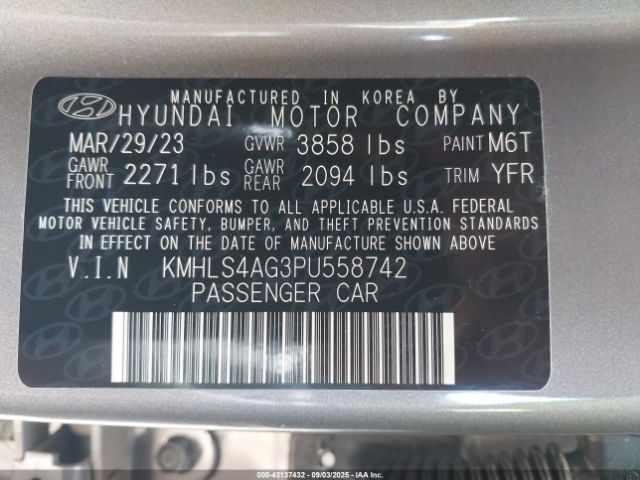 MANUFACTURED IN KOREA BY
HYUNDAI MOTOR COMPANY
MAR/29/23 GVWR 3858 lbs PAINT M6T
GAWR FRONT 2271 lbs GAWR REAR 2094 lbs TRIM YFR
THIS VEHICLE CONFORMS TO ALL APPLICABLE U.S.A. FEDERAL
MOTOR VEHICLE SAFETY, BUMPER, AND THEFT PREVENTION STANDARDS
IN EFFECT ON THE DATE OF MANUFACTURE SHOWN ABOVE.
V.I.N KMHLS4AG3PU558742
PASSENGER CAR
000-43137432 - 09/03/2025 - IAA, Inc.